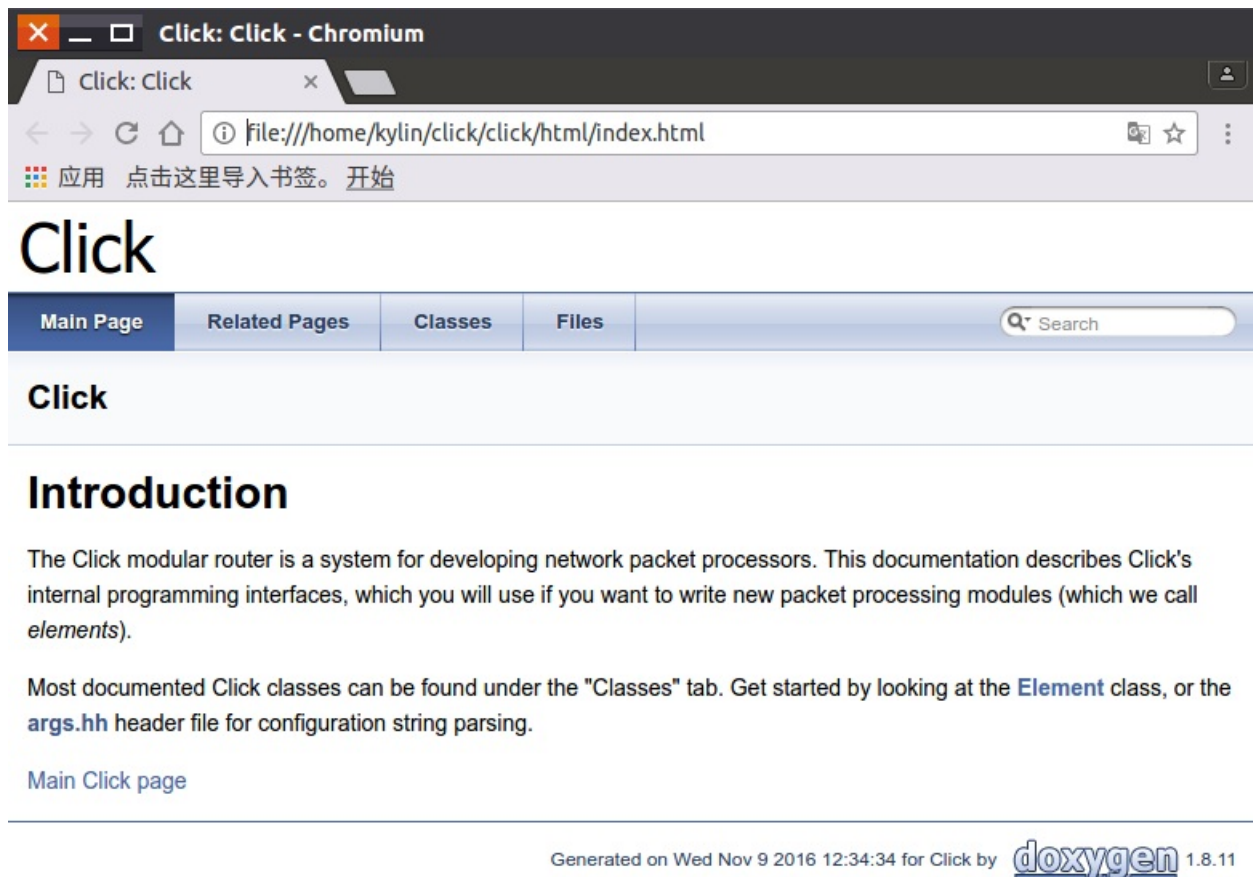 Click: Click - Chromium
Click: Click
file:///home/kylin/click/click/html/index.html
应用 点击这里导入书签。 开始
Click
Main Page Related Pages Classes Files Search
Click
Introduction
The Click modular router is a system for developing network packet processors. This documentation describes Click's
internal programming interfaces, which you will use if you want to write new packet processing modules (which we call
elements).
Most documented Click classes can be found under the "Classes" tab. Get started by looking at the Element class, or the
args.hh header file for configuration string parsing.
Main Click page
Generated on Wed Nov 9 2016 12:34:34 for Click by doxygen 1.8.11